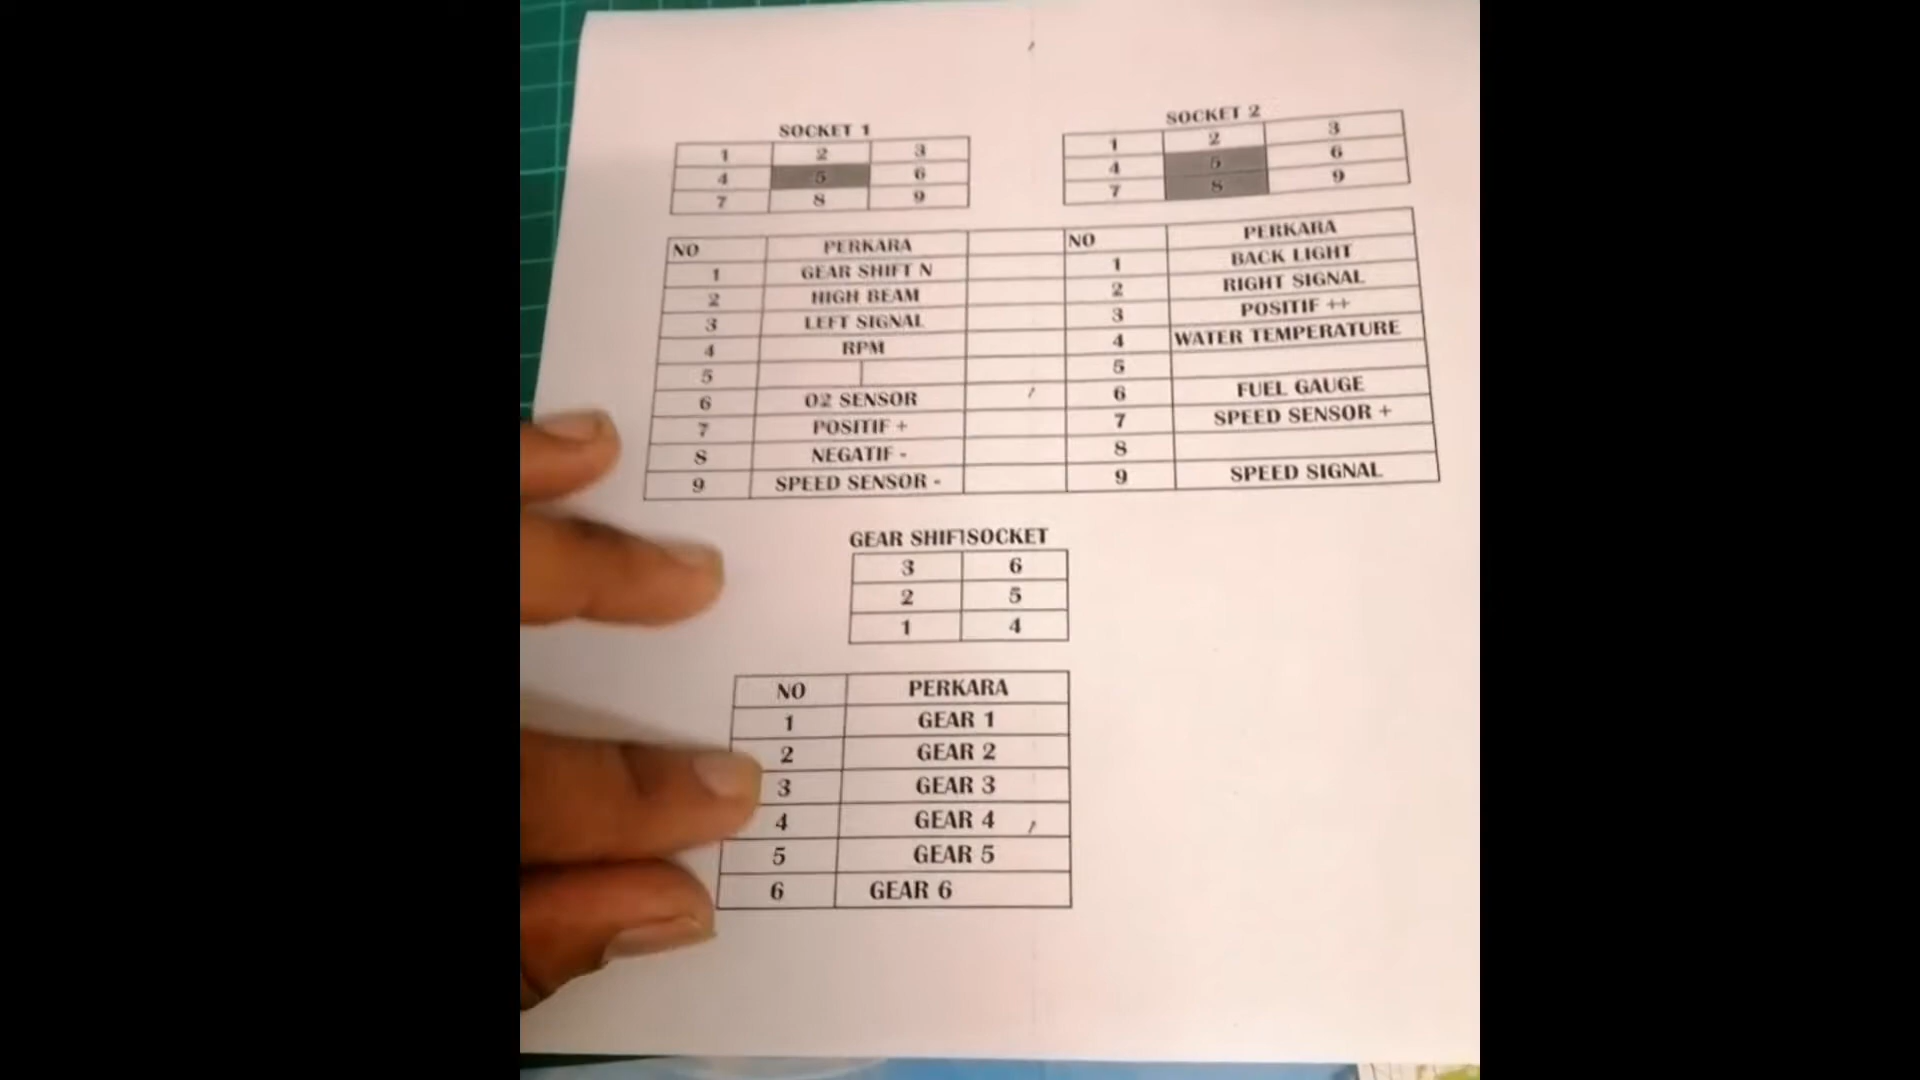 SOCKET 1
1 2 3
4 5 6
7 8 9
SOCKET 2
1 2 3
4 5 6
7 8 9
NO PERKARA NO PERKARA
1 GEAR SHIFT N 1 BACK LIGHT
2 HIGH BEAM 2 RIGHT SIGNAL
3 LEFT SIGNAL 3 POSITIF ++
4 RPM 4 WATER TEMPERATURE
5 5
6 O2 SENSOR 6 FUEL GAUGE
7 POSITIF + 7 SPEED SENSOR +
8 NEGATIF - 8
9 SPEED SENSOR - 9 SPEED SIGNAL
GEAR SHIFT SOCKET
3 6
2 5
1 4
NO PERKARA
1 GEAR 1
2 GEAR 2
3 GEAR 3
4 GEAR 4
5 GEAR 5
6 GEAR 6